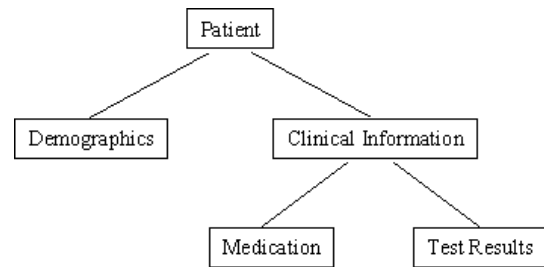 Patient
Demographics
Clinical Information
Medication
Test Results